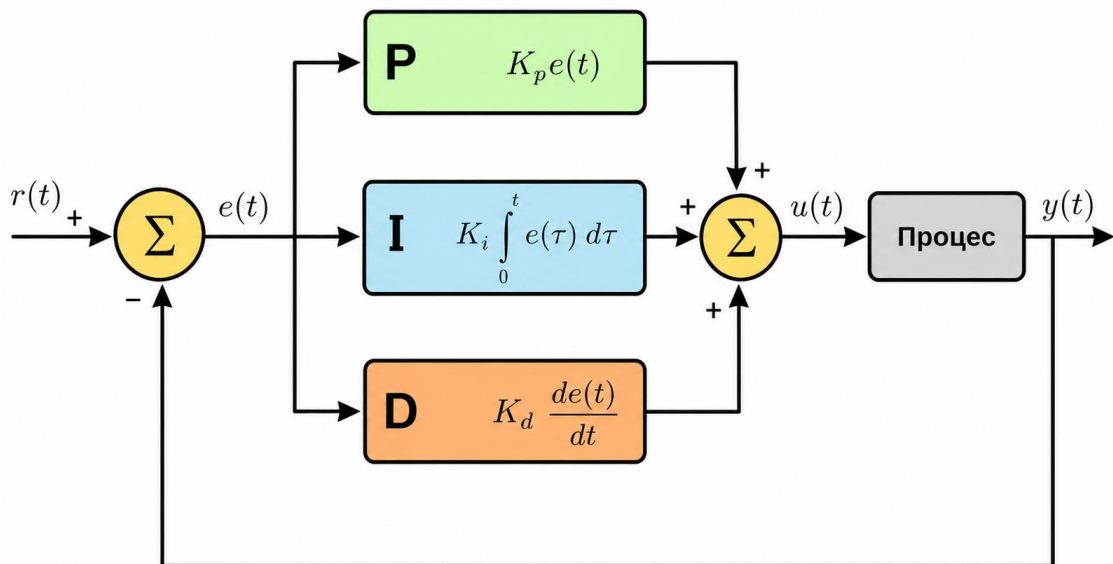 P K_p e(t)
r(t) + Σ e(t) I K_i ∫_0^t e(τ) dτ + Σ u(t) Процес y(t)
+
−
+
D K_d de(t)/dt